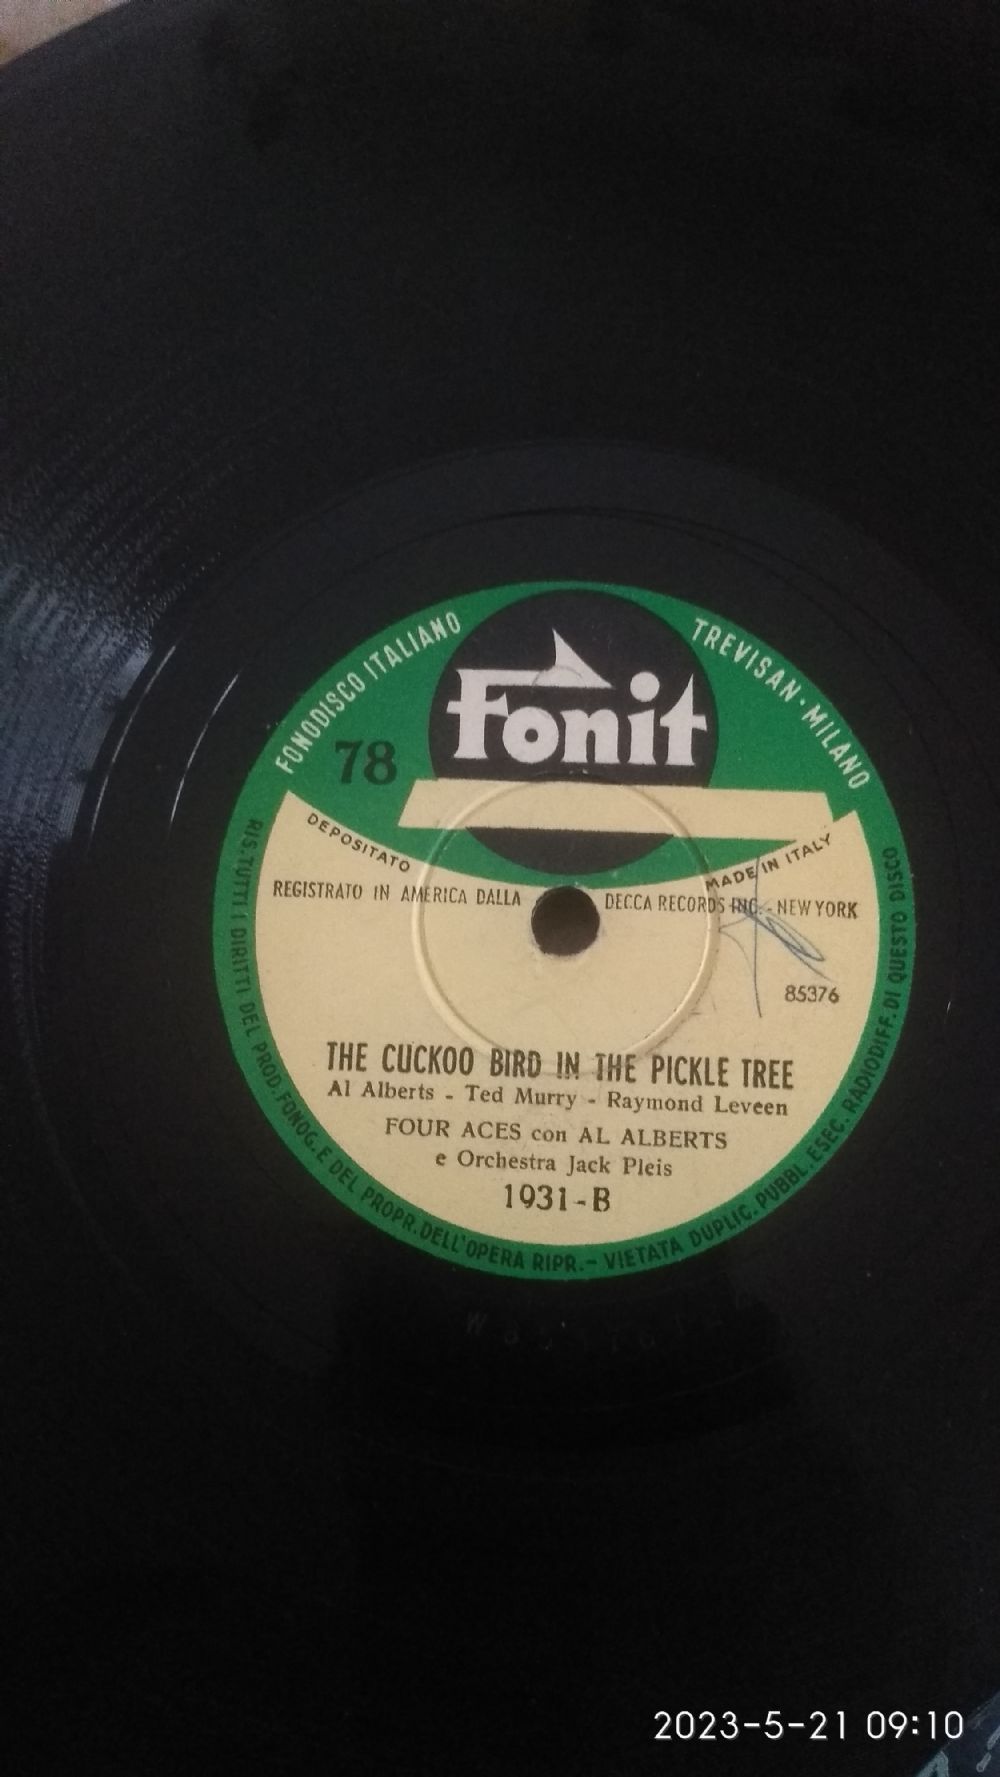 FONODISCO ITALIANO
TREVISAN · MILANO
Fonit
78
DEPOSITATO
MADE IN ITALY
REGISTRATO IN AMERICA DALLA DECCA RECORDS INC. - NEW YORK
85376
THE CUCKOO BIRD IN THE PICKLE TREE
Al Alberts - Ted Murry - Raymond Leveen
FOUR ACES con AL ALBERTS
e Orchestra Jack Pleis
1931-B
RIS. TUTTI I DIRITTI DEL PROD. FONOG. E DEL PROPR. DELL'OPERA RIPR. - VIETATA DUPLIC. PUBBL. ESEC. RADIODIFF. DI QUESTO DISCO
2023-5-21 09:10